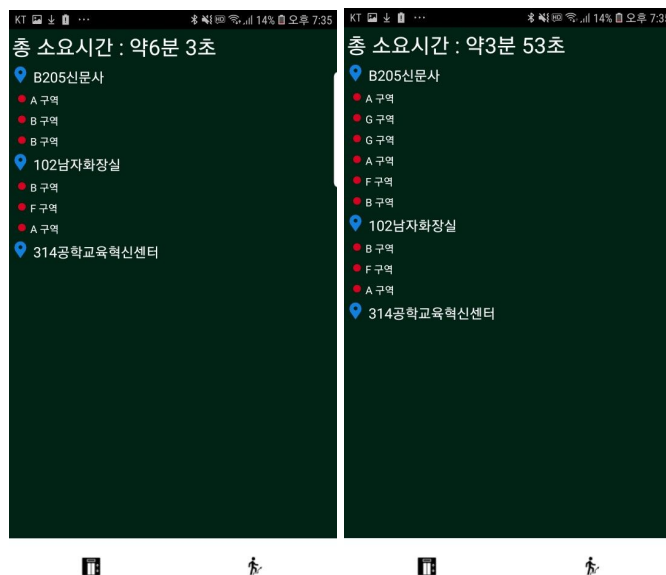 KT ··· HD 14% 오후 7:35
총 소요시간 : 약6분 3초
B205신문사
A 구역
B 구역
B 구역
102남자화장실
B 구역
F 구역
A 구역
314공학교육혁신센터
KT ··· HD 14% 오후 7:35
총 소요시간 : 약3분 53초
B205신문사
A 구역
G 구역
G 구역
A 구역
F 구역
B 구역
102남자화장실
B 구역
F 구역
A 구역
314공학교육혁신센터